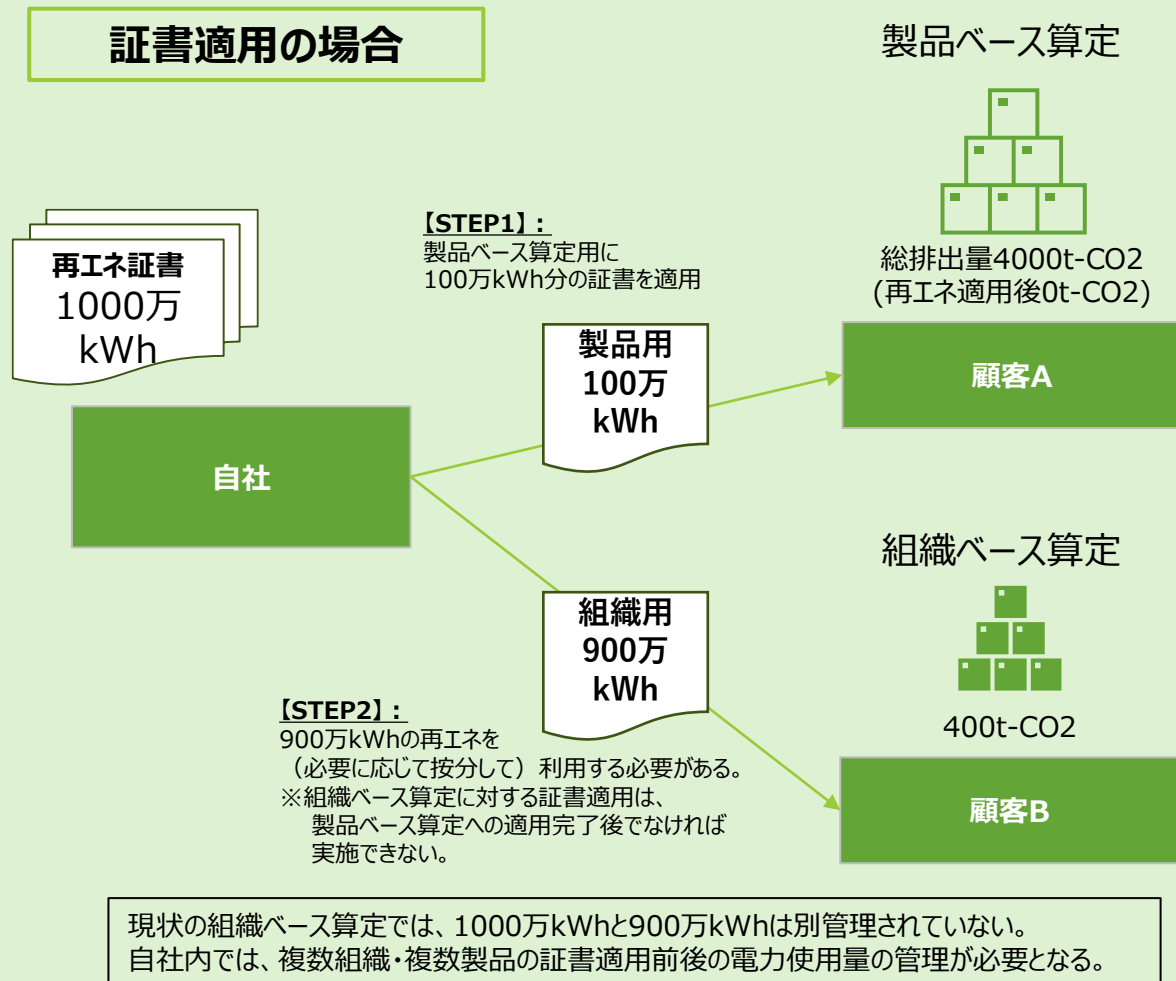 証書適用の場合
製品ベース算定
再エネ証書
1000万
kWh
【STEP1】：
製品ベース算定用に
100万kWh分の証書を適用
総排出量4000t-CO2
(再エネ適用後0t-CO2)
製品用
100万
kWh
顧客A
自社
組織ベース算定
組織用
900万
kWh
400t-CO2
【STEP2】：
900万kWhの再エネを
（必要に応じて按分して）利用する必要がある。
※組織ベース算定に対する証書適用は、
製品ベース算定への適用完了後でなければ
実施できない。
顧客B
現状の組織ベース算定では、1000万kWhと900万kWhは別管理されていない。
自社内では、複数組織・複数製品の証書適用前後の電力使用量の管理が必要となる。